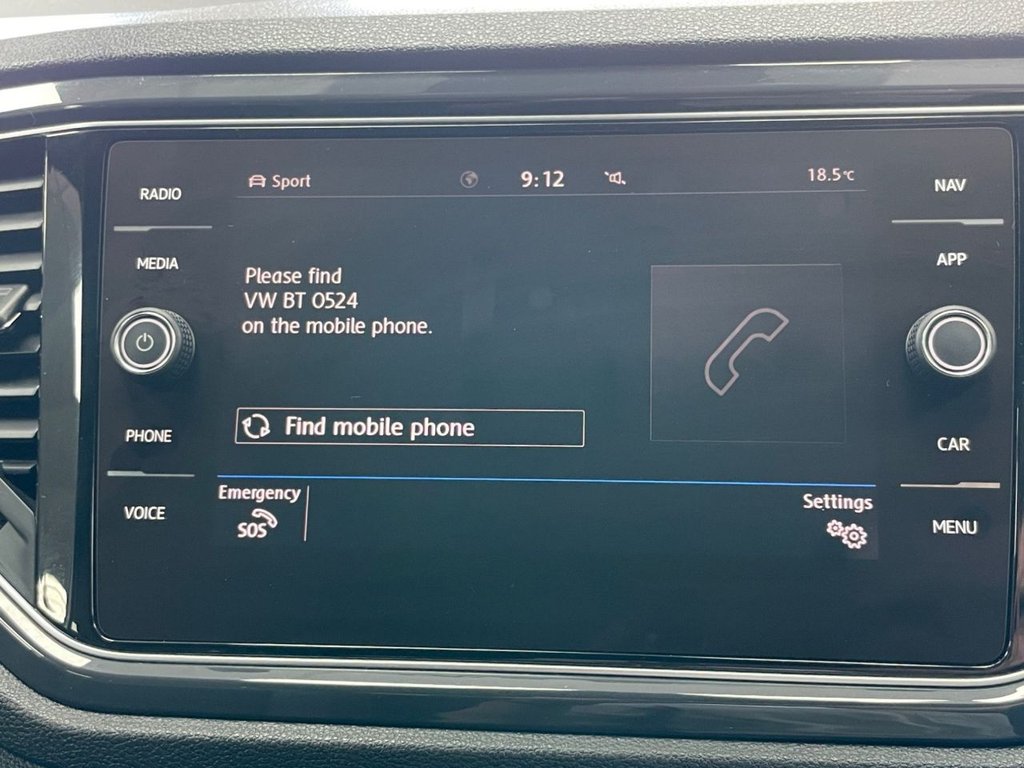 RADIO
MEDIA
PHONE
VOICE
Sport
9:12
18.5°C
Please find
VW BT 0524
on the mobile phone.
Find mobile phone
Emergency
SOS
Settings
NAV
APP
CAR
MENU